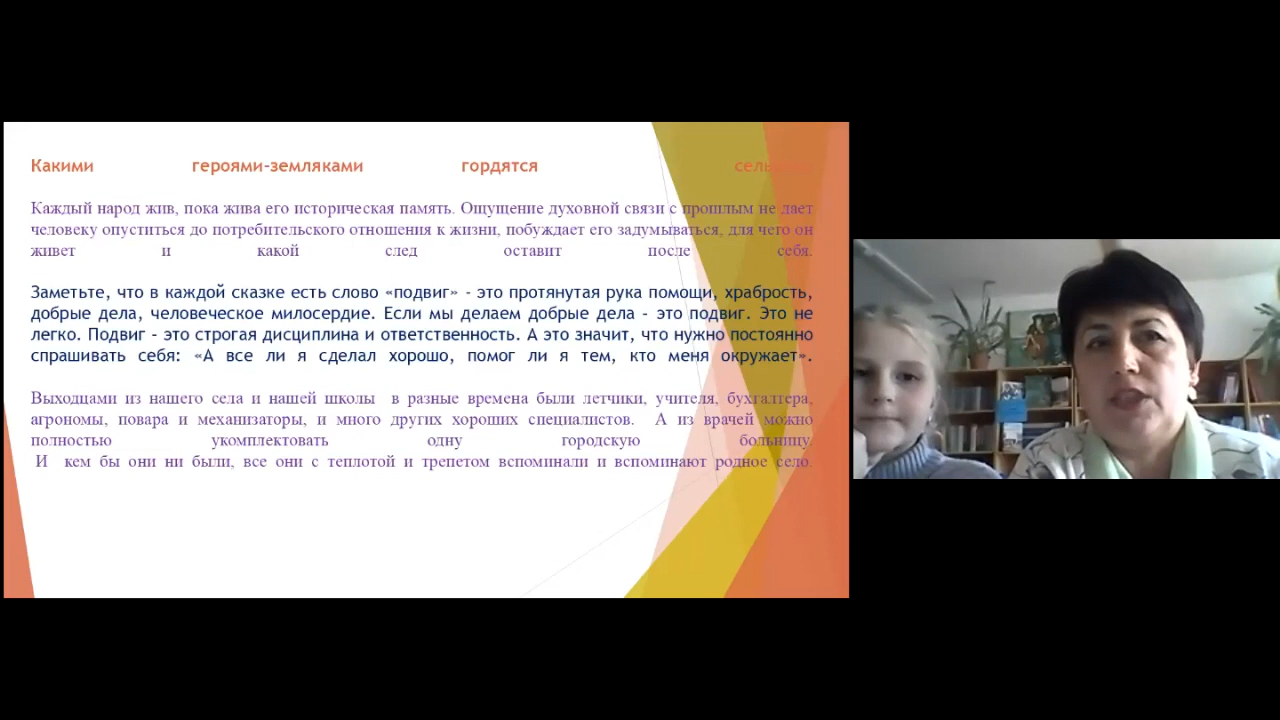 Какими героями-земляками гордятся
Каждый народ жив, пока жива его историческая память. Ощущение духовной связи с прошлым не дает
человеку опуститься до потребительского отношения к жизни, побуждает его задумываться, для чего он
живет и какой след оставит после себя.
Заметьте, что в каждой сказке есть слово «подвиг» - это протянутая рука помощи, храбрость,
добрые дела, человеческое милосердие. Если мы делаем добрые дела – это подвиг. Это не
легко. Подвиг – это строгая дисциплина и ответственность. А это значит, что нужно постоянно
спрашивать себя: «А все ли я сделал хорошо, помог ли я тем, кто меня окружает».
Выходцами из нашего села и нашей школы в разные времена были летчики, учителя, бухгалтера,
агрономы, повара и механизаторы, и много других хороших специалистов. А из врачей можно
полностью укомплектовать одну городскую больницу.
И кем бы они ни были, все они с теплотой и трепетом вспоминали и вспоминают родное село.